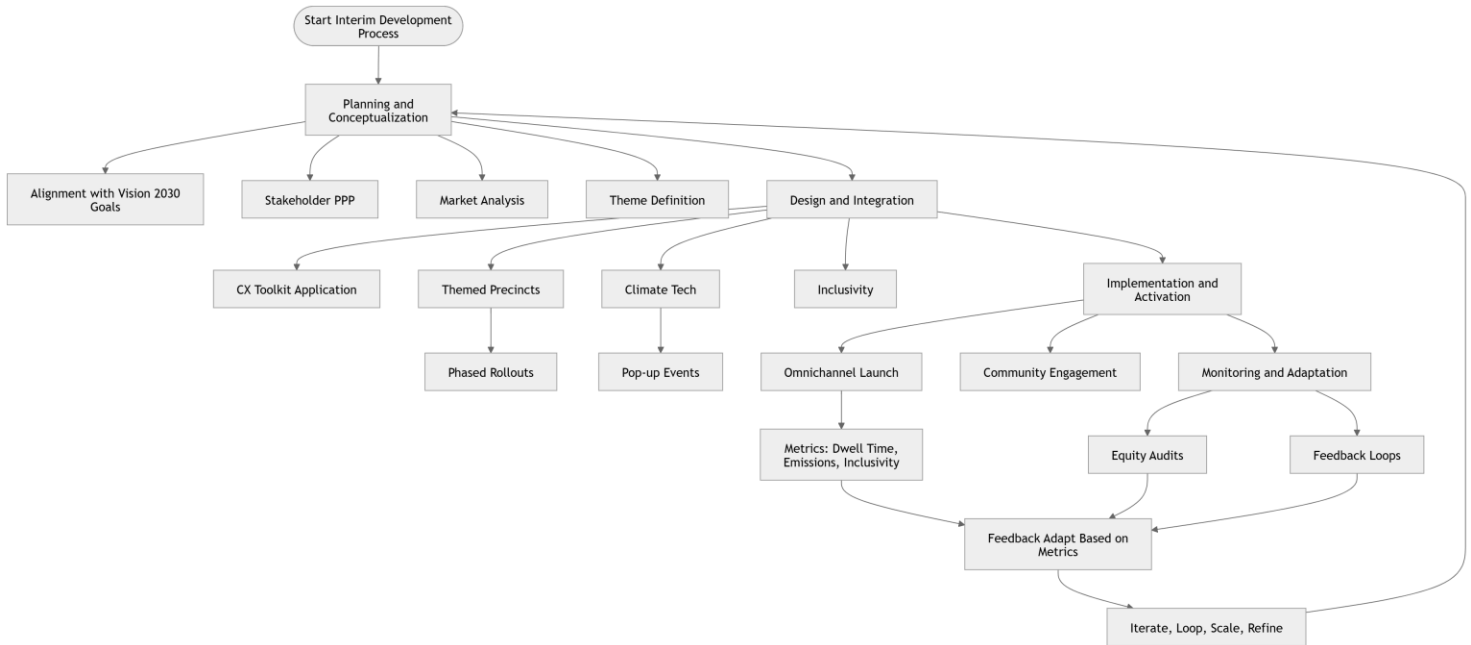 Start Interim Development
Process
Planning and
Conceptualization
Alignment with Vision 2030
Goals
Stakeholder PPP
Market Analysis
Theme Definition
Design and Integration
CX Toolkit Application
Themed Precincts
Climate Tech
Inclusivity
Implementation and
Activation
Phased Rollouts
Pop-up Events
Omnichannel Launch
Community Engagement
Monitoring and Adaptation
Metrics: Dwell Time,
Emissions, Inclusivity
Equity Audits
Feedback Loops
Feedback Adapt Based on
Metrics
Iterate, Loop, Scale, Refine